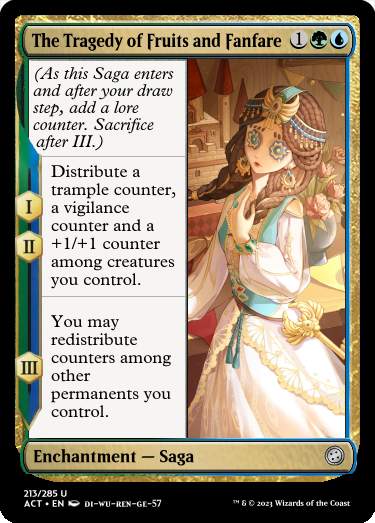 The Tragedy of Fruits and Fanfare 1
(As this Saga enters
and after your draw
step, add a lore
counter. Sacrifice
after III.)
I
II
Distribute a
trample counter,
a vigilance
counter and a
+1/+1 counter
among creatures
you control.
III
You may
redistribute
counters among
other
permanents you
control.
Enchantment — Saga
213/285 U
ACT • EN DI-WU-REN-GE-57
™ & © 2023 Wizards of the Coast